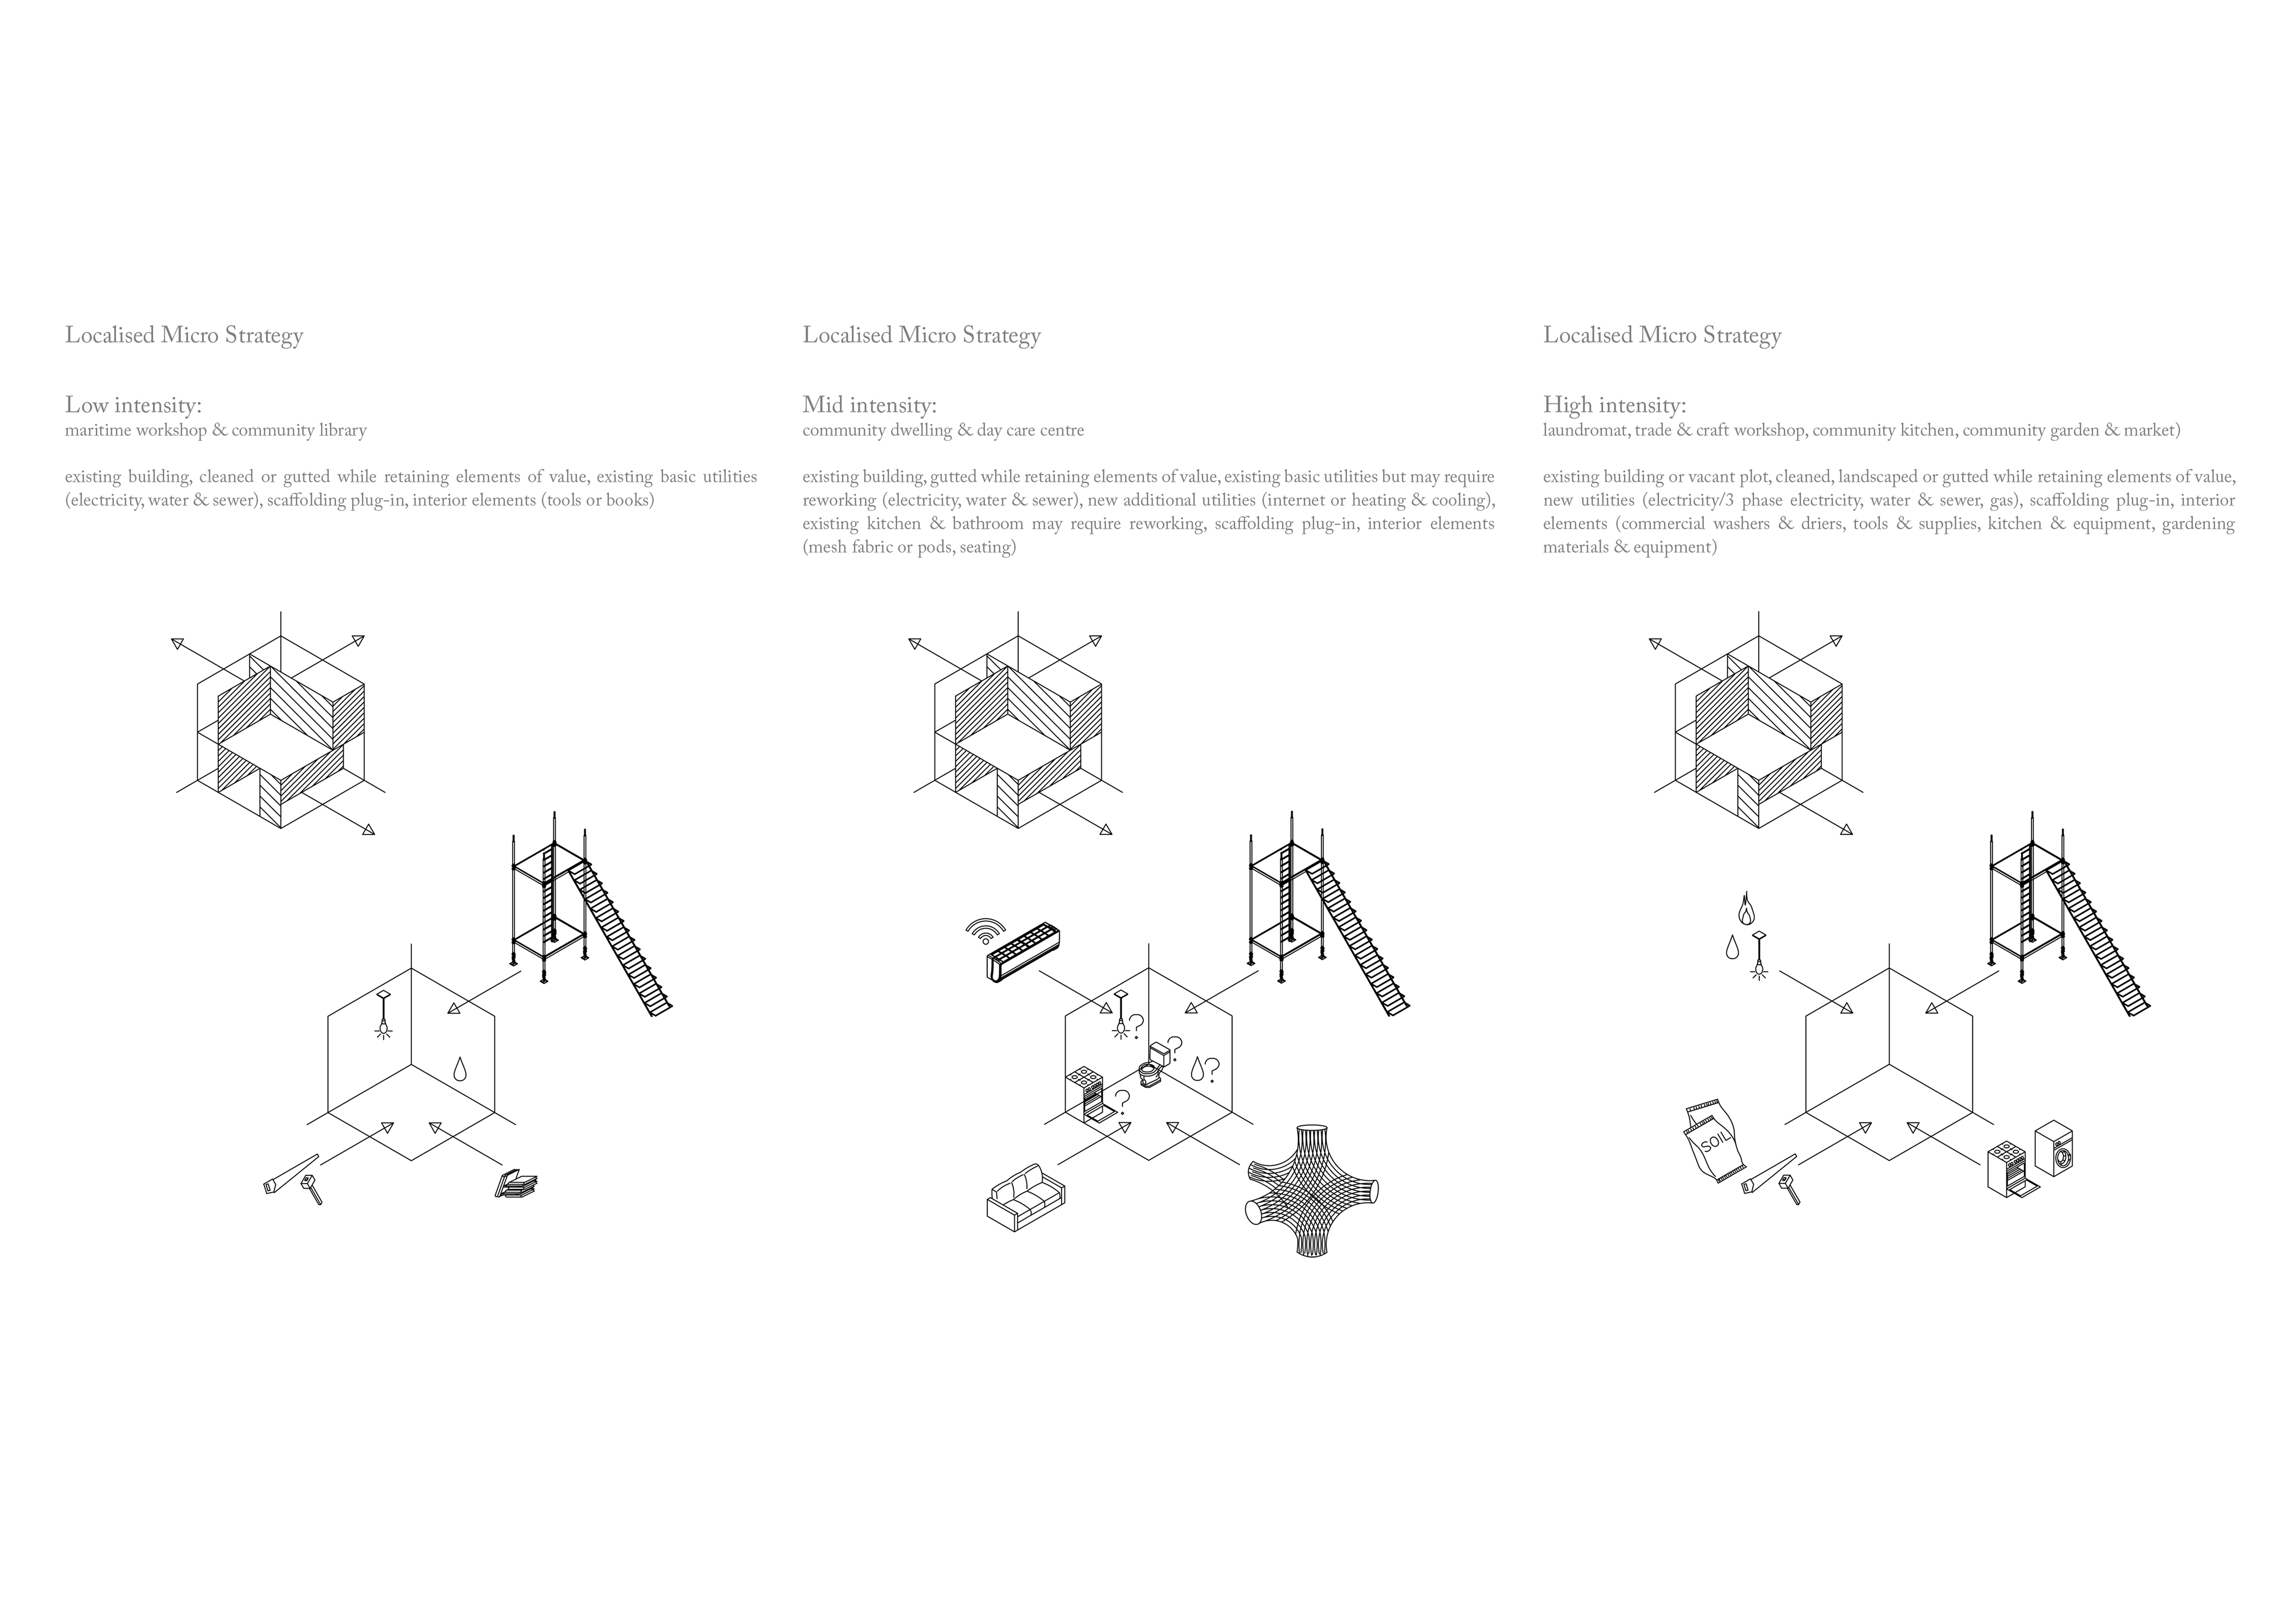 Localised Micro Strategy
Low intensity:
maritime workshop & community library
existing building, cleaned or gutted while retaining elements of value, existing basic utilities
(electricity, water & sewer), scaffolding plug-in, interior elements (tools or books)
Localised Micro Strategy
Mid intensity:
community dwelling & day care centre
existing building, gutted while retaining elements of value, existing basic utilities but may require
reworking (electricity, water & sewer), new additional utilities (internet or heating & cooling),
existing kitchen & bathroom may require reworking, scaffolding plug-in, interior elements
(mesh fabric or pods, seating)
?
?
?
?
Localised Micro Strategy
High intensity:
laundromat, trade & craft workshop, community kitchen, community garden & market)
existing building or vacant plot, cleaned, landscaped or gutted while retaining elements of value,
new utilities (electricity/3 phase electricity, water & sewer, gas), scaffolding plug-in, interior
elements (commercial washers & driers, tools & supplies, kitchen & equipment, gardening
materials & equipment)
SOIL